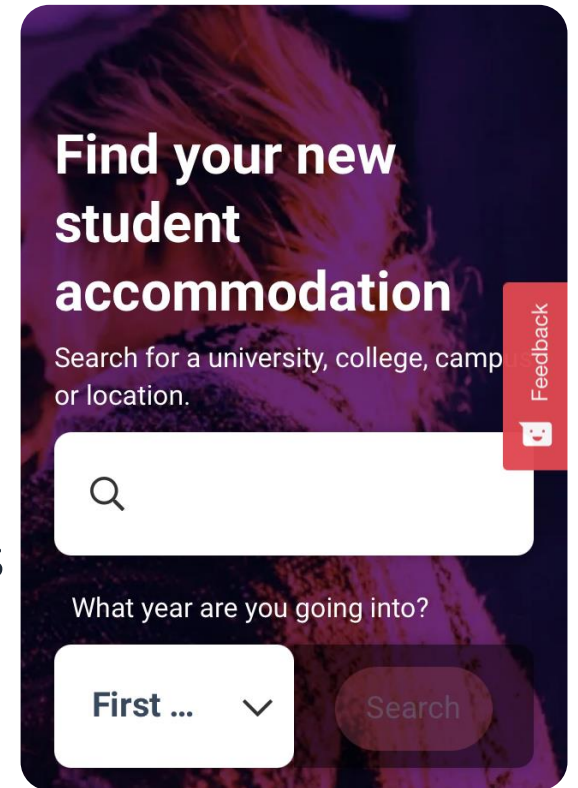 Find your new
student
accommodation
Search for a university, college, campus
or location.
Feedback
What year are you going into?
First ...
Search